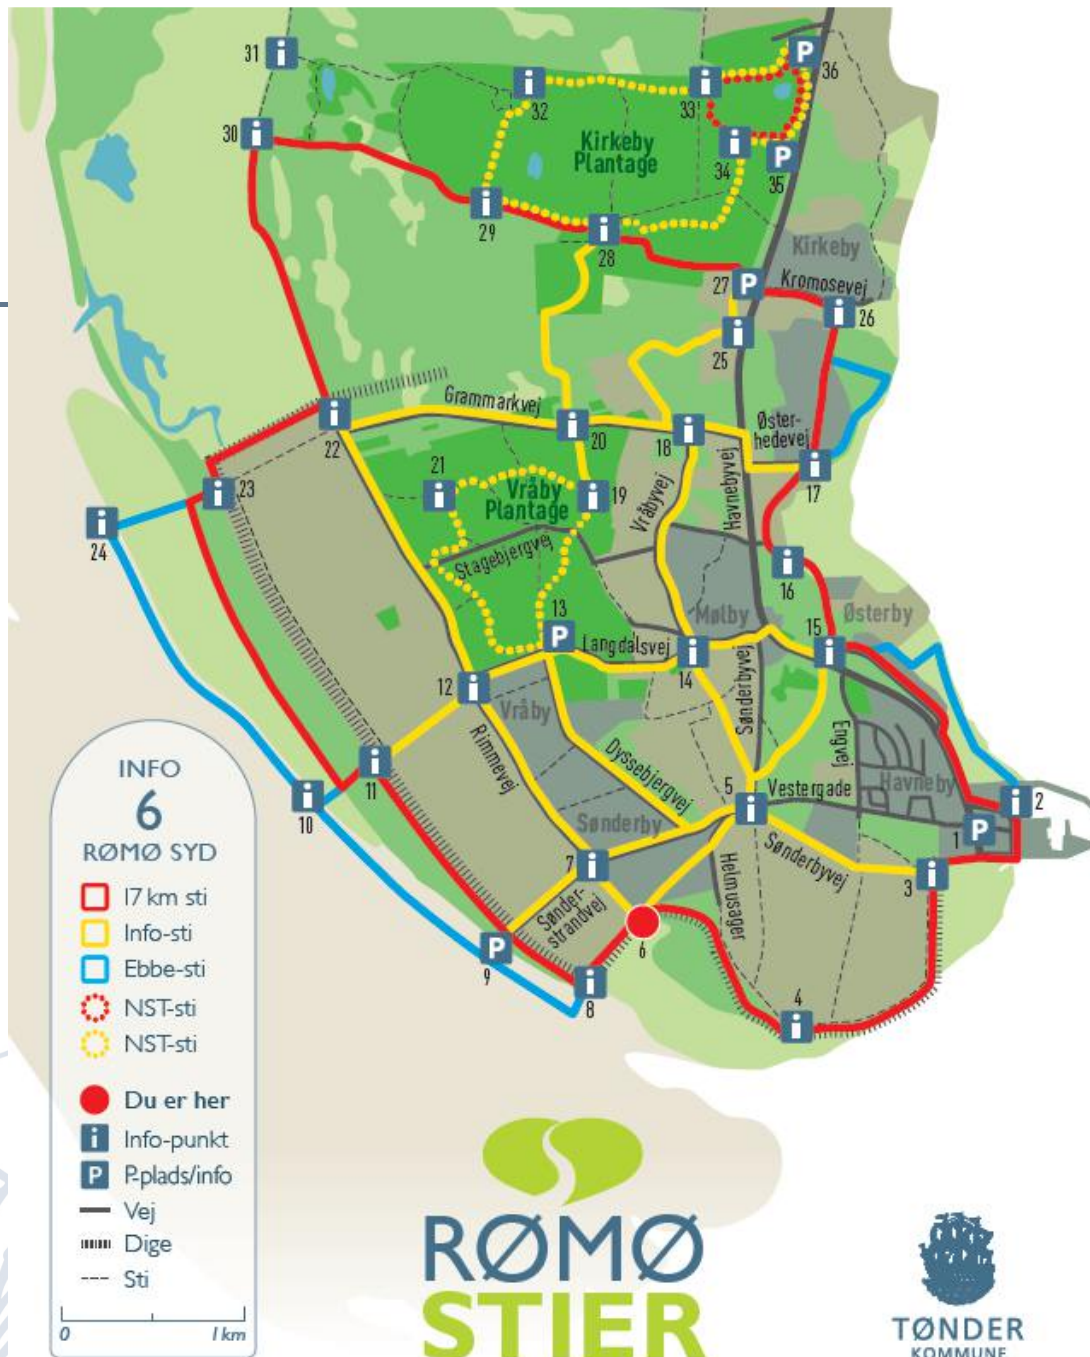 31
i
P
36
i
32
i
33
30
i
Kirkeby
Plantage
i
34
P
35
i
29
i
28
Kirkeby
27
P
Kromosevej
i
26
i
25
Grammarkvej
i
22
i
20
18
i
Øster-
hedevej
21
i
Vråby
Plantage
i
19
Vråbyvej
Havnebyvej
i
17
i
23
i
24
Stagebjergvej
i
16
13
P
Mølby
Østerby
Langdalsvej
i
14
15
i
Sønderbyvej
12
i
Vråby
Rimmevej
Dyssebjergvej
Engvej
i
11
i
10
5
i
Vestergade
Havneby
i
2
1
P
Sønderby
7
i
Helmusager
Sønderbyvej
3
i
Sønder-
strandvej
6
P
9
i
8
4
i
INFO
6
RØMØ SYD
17 km sti
Info-sti
Ebbe-sti
NST-sti
NST-sti
Du er her
i Info-punkt
P P-plads/info
Vej
Dige
Sti
0 1 km
RØMØ
STIER
TØNDER
KOMMUNE